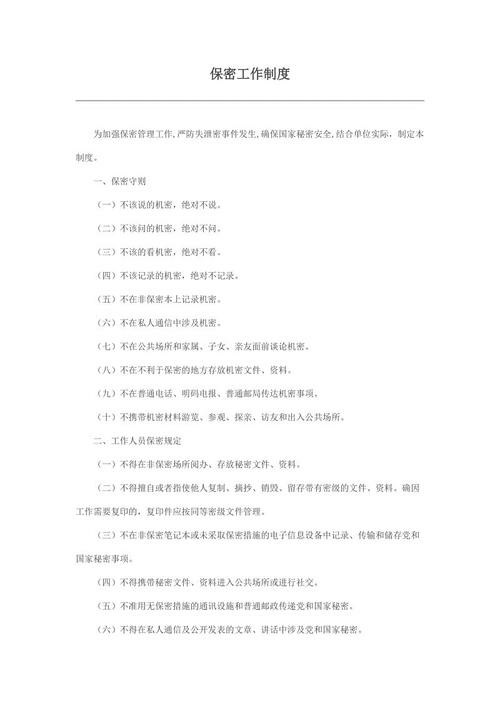 保密工作制度
为加强保密管理工作,严防失泄密事件发生,确保国家秘密安全,结合单位实际，制定本
制度。
一、保密守则
（一）不该说的机密，绝对不说。
（二）不该问的机密，绝对不问。
（三）不该的看机密，绝对不看。
（四）不该记录的机密，绝对不记录。
（五）不在非保密本上记录机密。
（六）不在私人通信中涉及机密。
（七）不在公共场所和家属、子女、亲友面前谈论机密。
（八）不在不利于保密的地方存放机密文件、资料。
（九）不在普通电话、明码电报、普通邮局传达机密事项。
（十）不携带机密材料游览、参观、探亲、访友和出入公共场所。
二、工作人员保密规定
（一）不得在非保密场所阅办、存放秘密文件、资料。
（二）不得擅自或者指使他人复制、摘抄、销毁、留存带有密级的文件、资料。确因
工作需要复印的，复印件应按同等密级文件管理。
（三）不在非保密笔记本或未采取保密措施的电子信息设备中记录、传输和储存党和
国家秘密事项。
（四）不得携带秘密文件、资料进入公共场所或进行社交。
（五）不准用无保密措施的通讯设施和普通邮政传递党和国家秘密。
（六）不得在私人通信及公开发表的文章、讲话中涉及党和国家秘密。